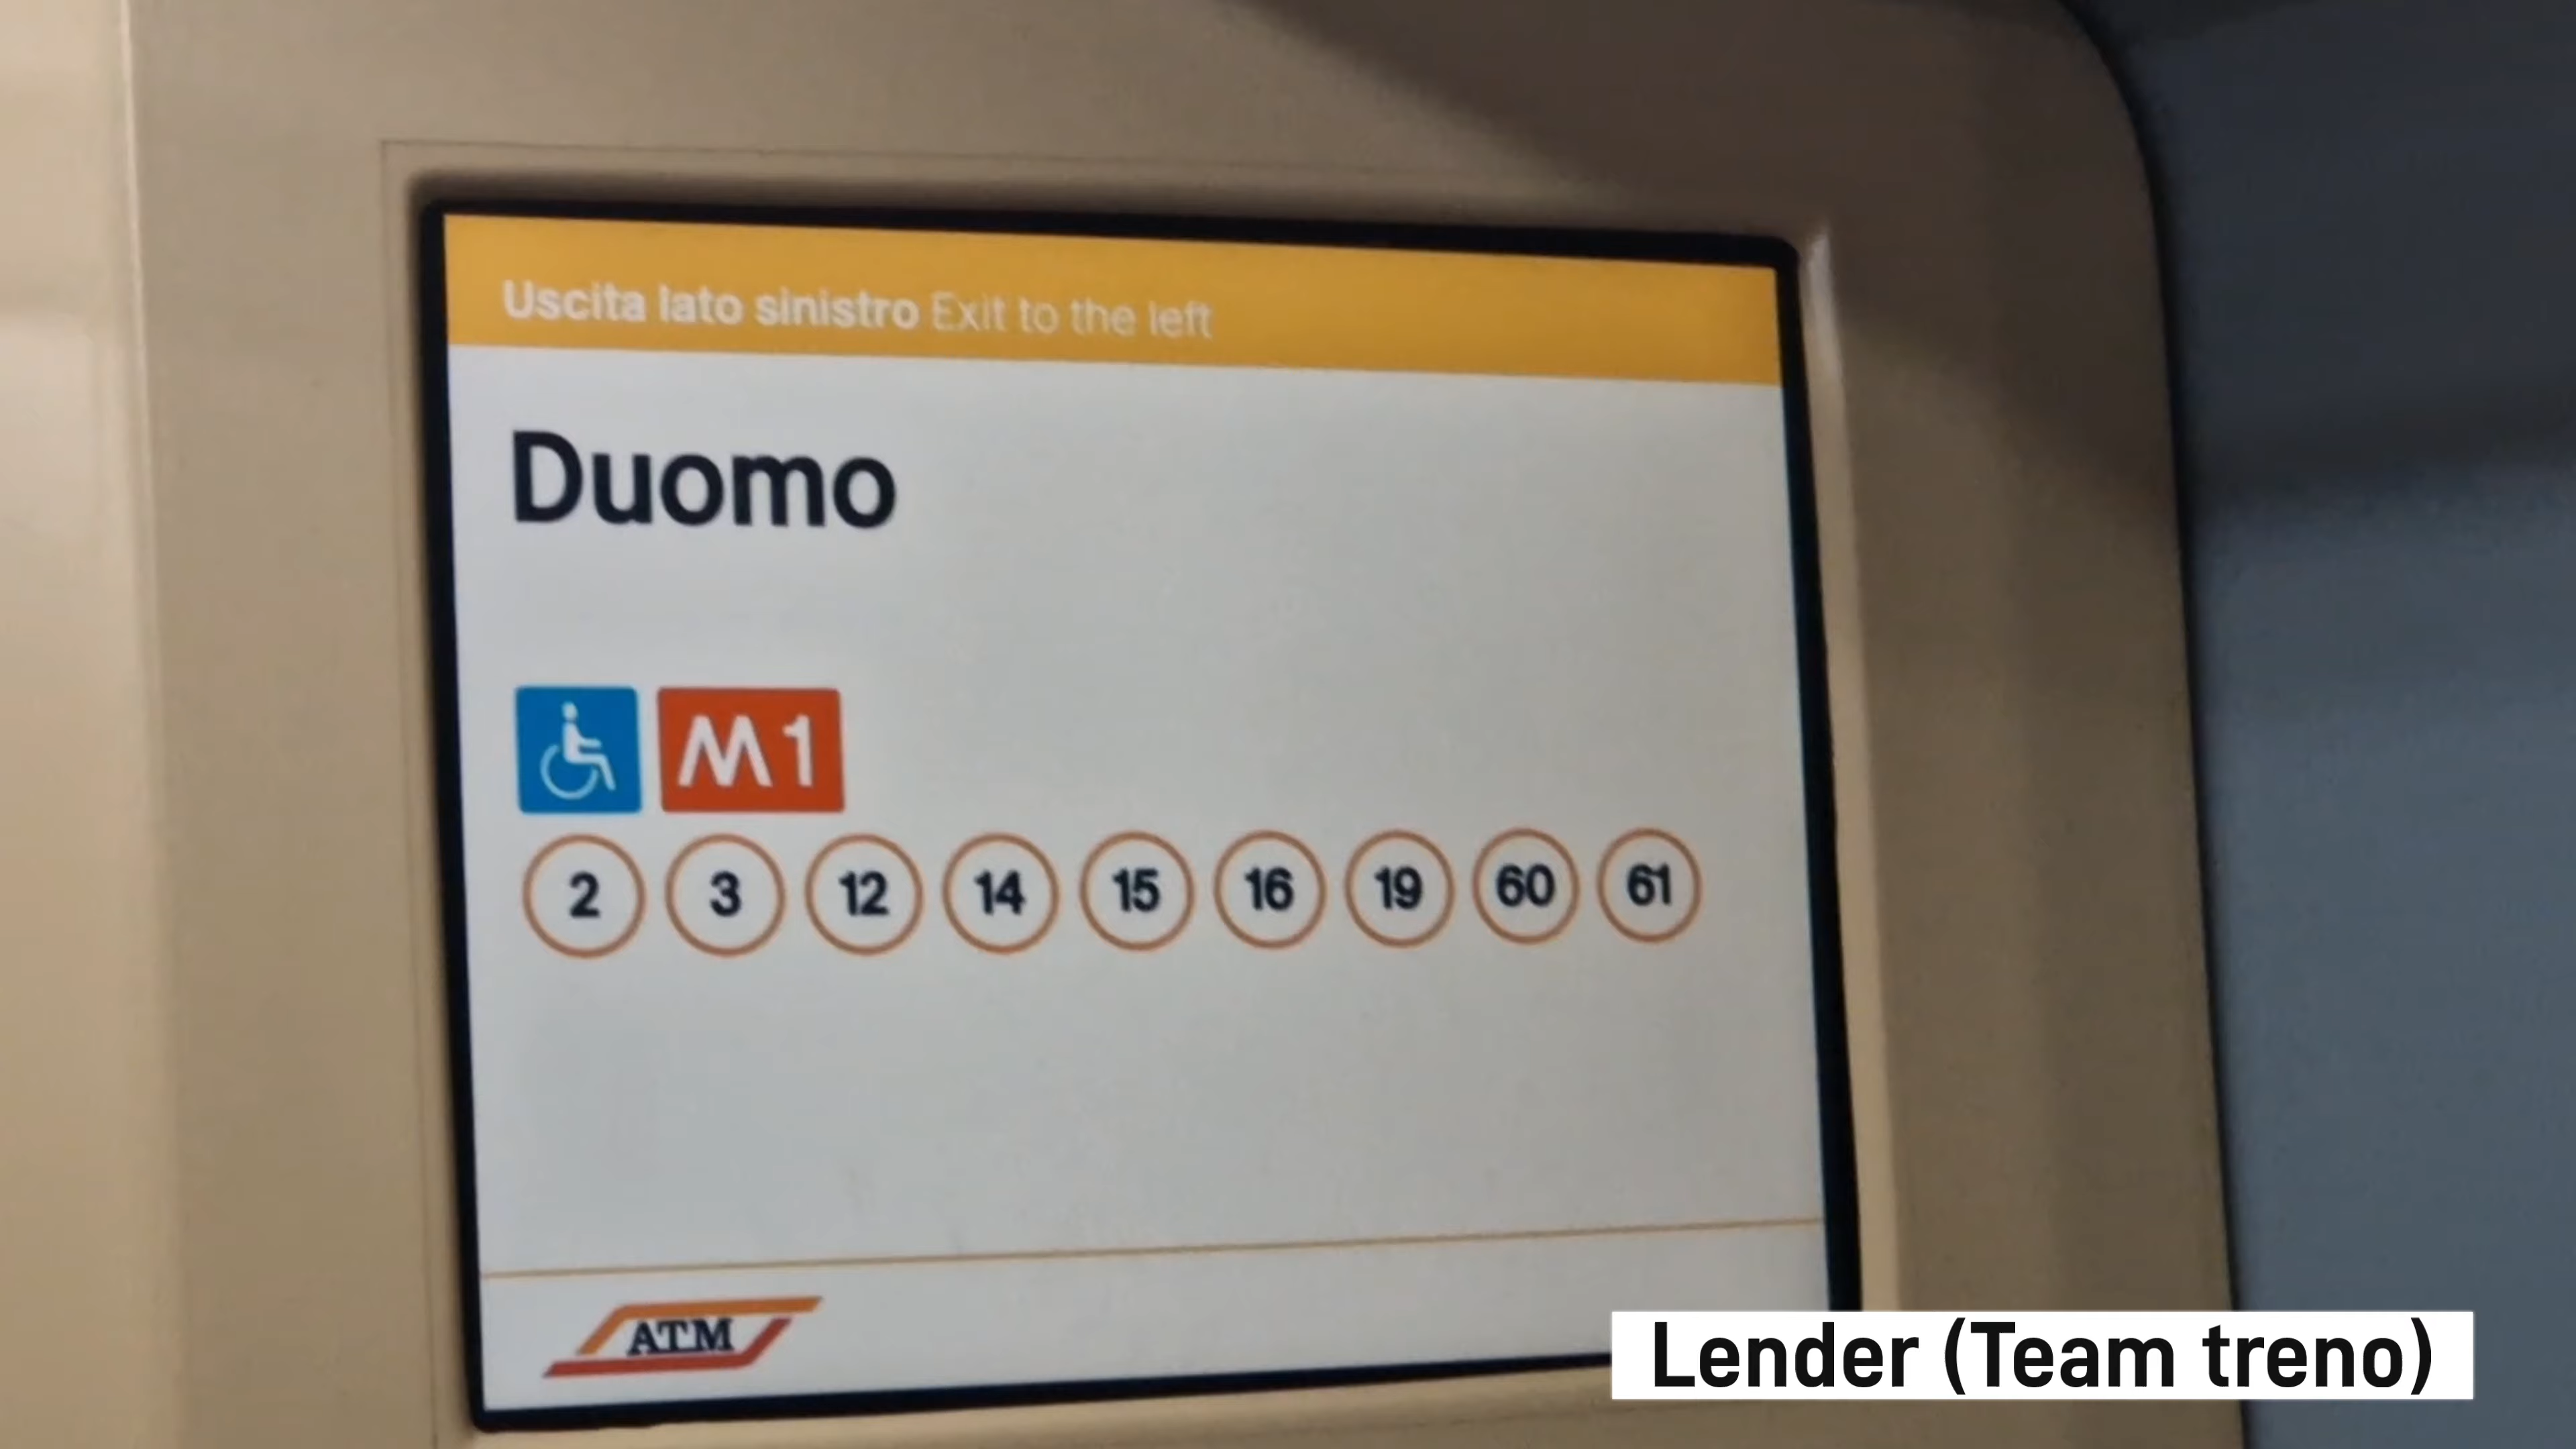 Uscita lato sinistro Exit to the left
Duomo
M1
2 3 12 14 15 16 19 60 61
ATM
Lender (Team treno)